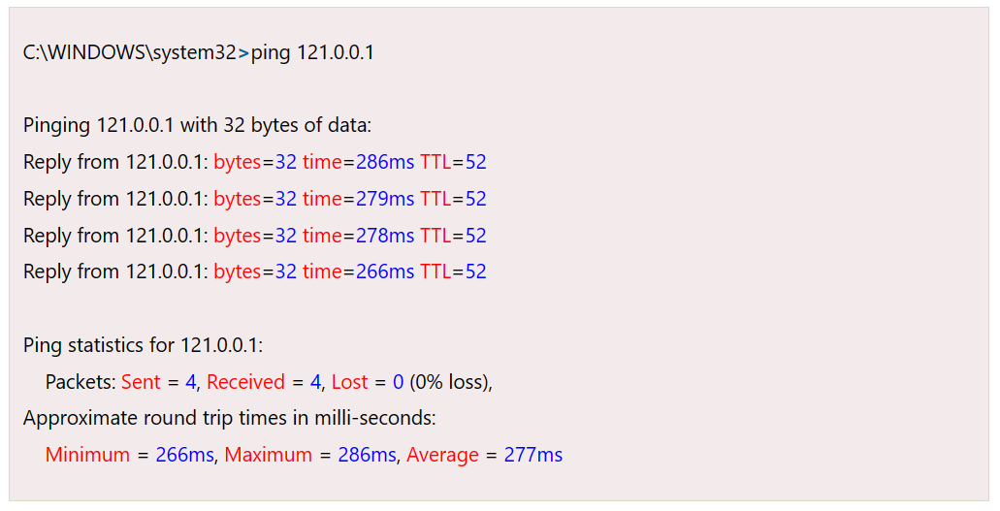 C:\WINDOWS\system32>ping 121.0.0.1
Pinging 121.0.0.1 with 32 bytes of data:
Reply from 121.0.0.1: bytes=32 time=286ms TTL=52
Reply from 121.0.0.1: bytes=32 time=279ms TTL=52
Reply from 121.0.0.1: bytes=32 time=278ms TTL=52
Reply from 121.0.0.1: bytes=32 time=266ms TTL=52
Ping statistics for 121.0.0.1:
Packets: Sent = 4, Received = 4, Lost = 0 (0% loss),
Approximate round trip times in milli-seconds:
Minimum = 266ms, Maximum = 286ms, Average = 277ms